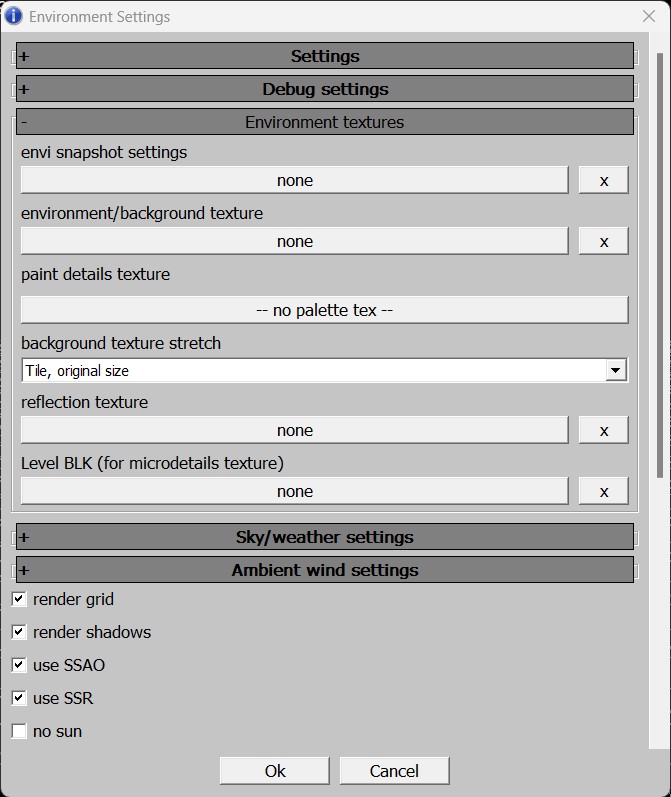 Environment Settings
+ Settings
+ Debug settings
- Environment textures
envi snapshot settings
none x
environment/background texture
none x
paint details texture
-- no palette tex --
background texture stretch
Tile, original size
reflection texture
none x
Level BLK (for microdetails texture)
none x
+ Sky/weather settings
+ Ambient wind settings
render grid
render shadows
use SSAO
use SSR
no sun
Ok Cancel